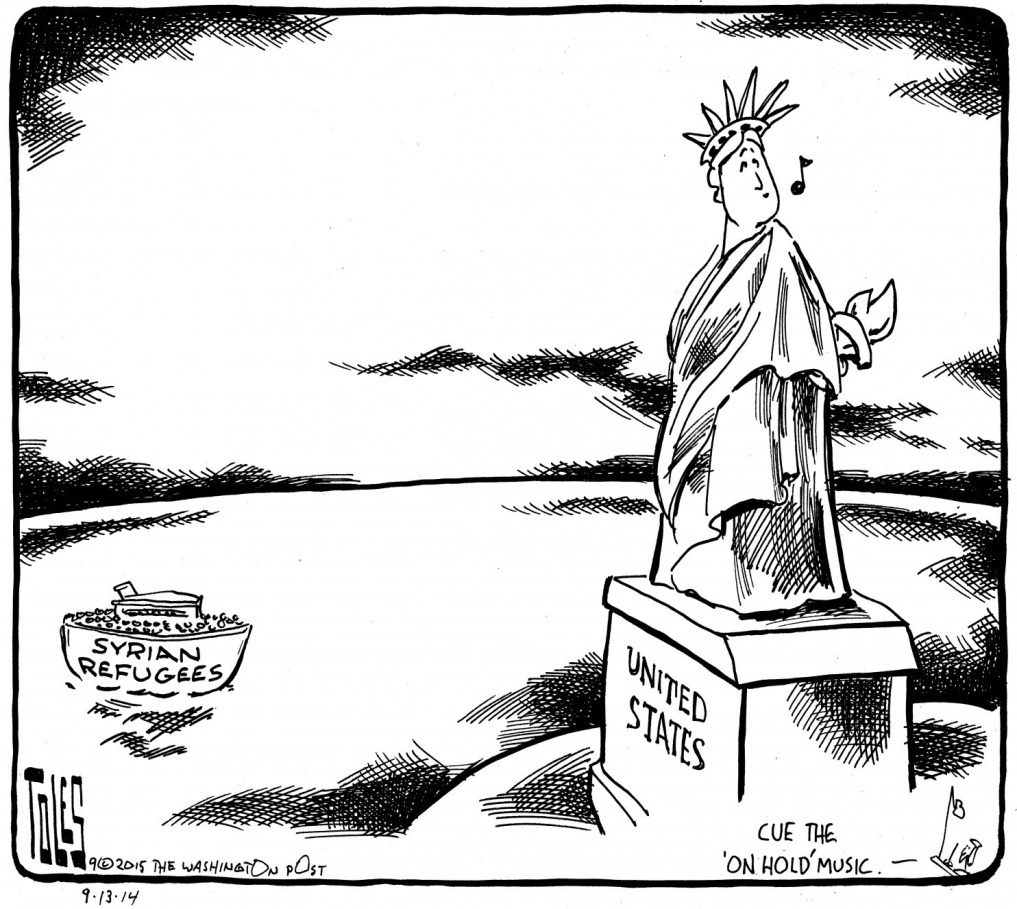 SYRIAN
REFUGEES
UNITED
STATES
TOLES
9©2015 THE WASHINGTON POST
CUE THE
'ON HOLD' MUSIC. —
9·13·14